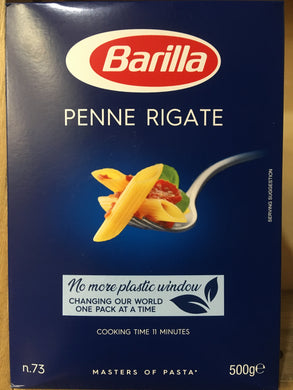 Barilla
PENNE RIGATE
SERVING SUGGESTION
No more plastic window
CHANGING OUR WORLD
ONE PACK AT A TIME
COOKING TIME 11 MINUTES
n.73
MASTERS OF PASTA*
500g℮